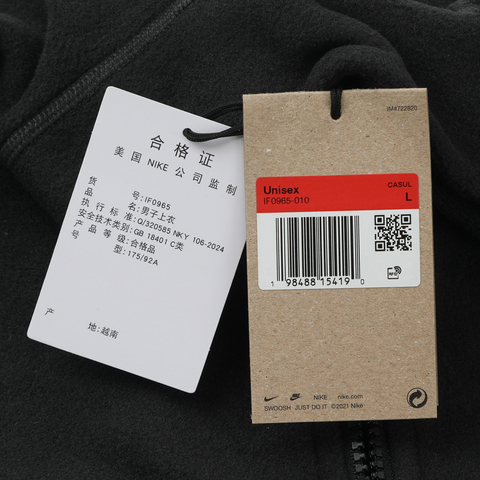 合格证
美国 NIKE 公司监制
货号:IF0965
品名:男子上衣
执行标准:Q/320585 NKY 106-2024
安全技术类别:GB 18401 C类
产品等级:合格品
号型:175/92A
产地:越南
IM4722820
CASUL
Unisex
L
IF0965-010
1 98488 15419 0
NIKE nike.com
SWOOSH JUST DO IT ©2021 Nike